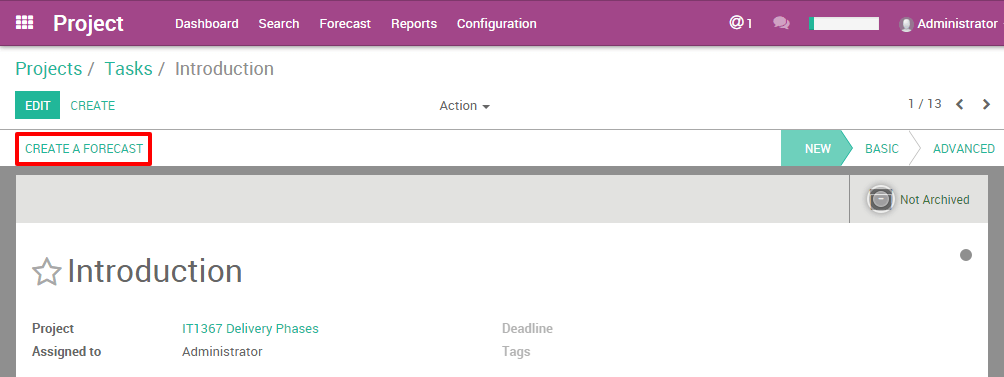 Project Dashboard Search Forecast Reports Configuration @ 1 Administrator
Projects / Tasks / Introduction
EDIT CREATE Action 1 / 13
CREATE A FORECAST NEW BASIC ADVANCED
Not Archived
Introduction
Project IT1367 Delivery Phases Deadline
Assigned to Administrator Tags